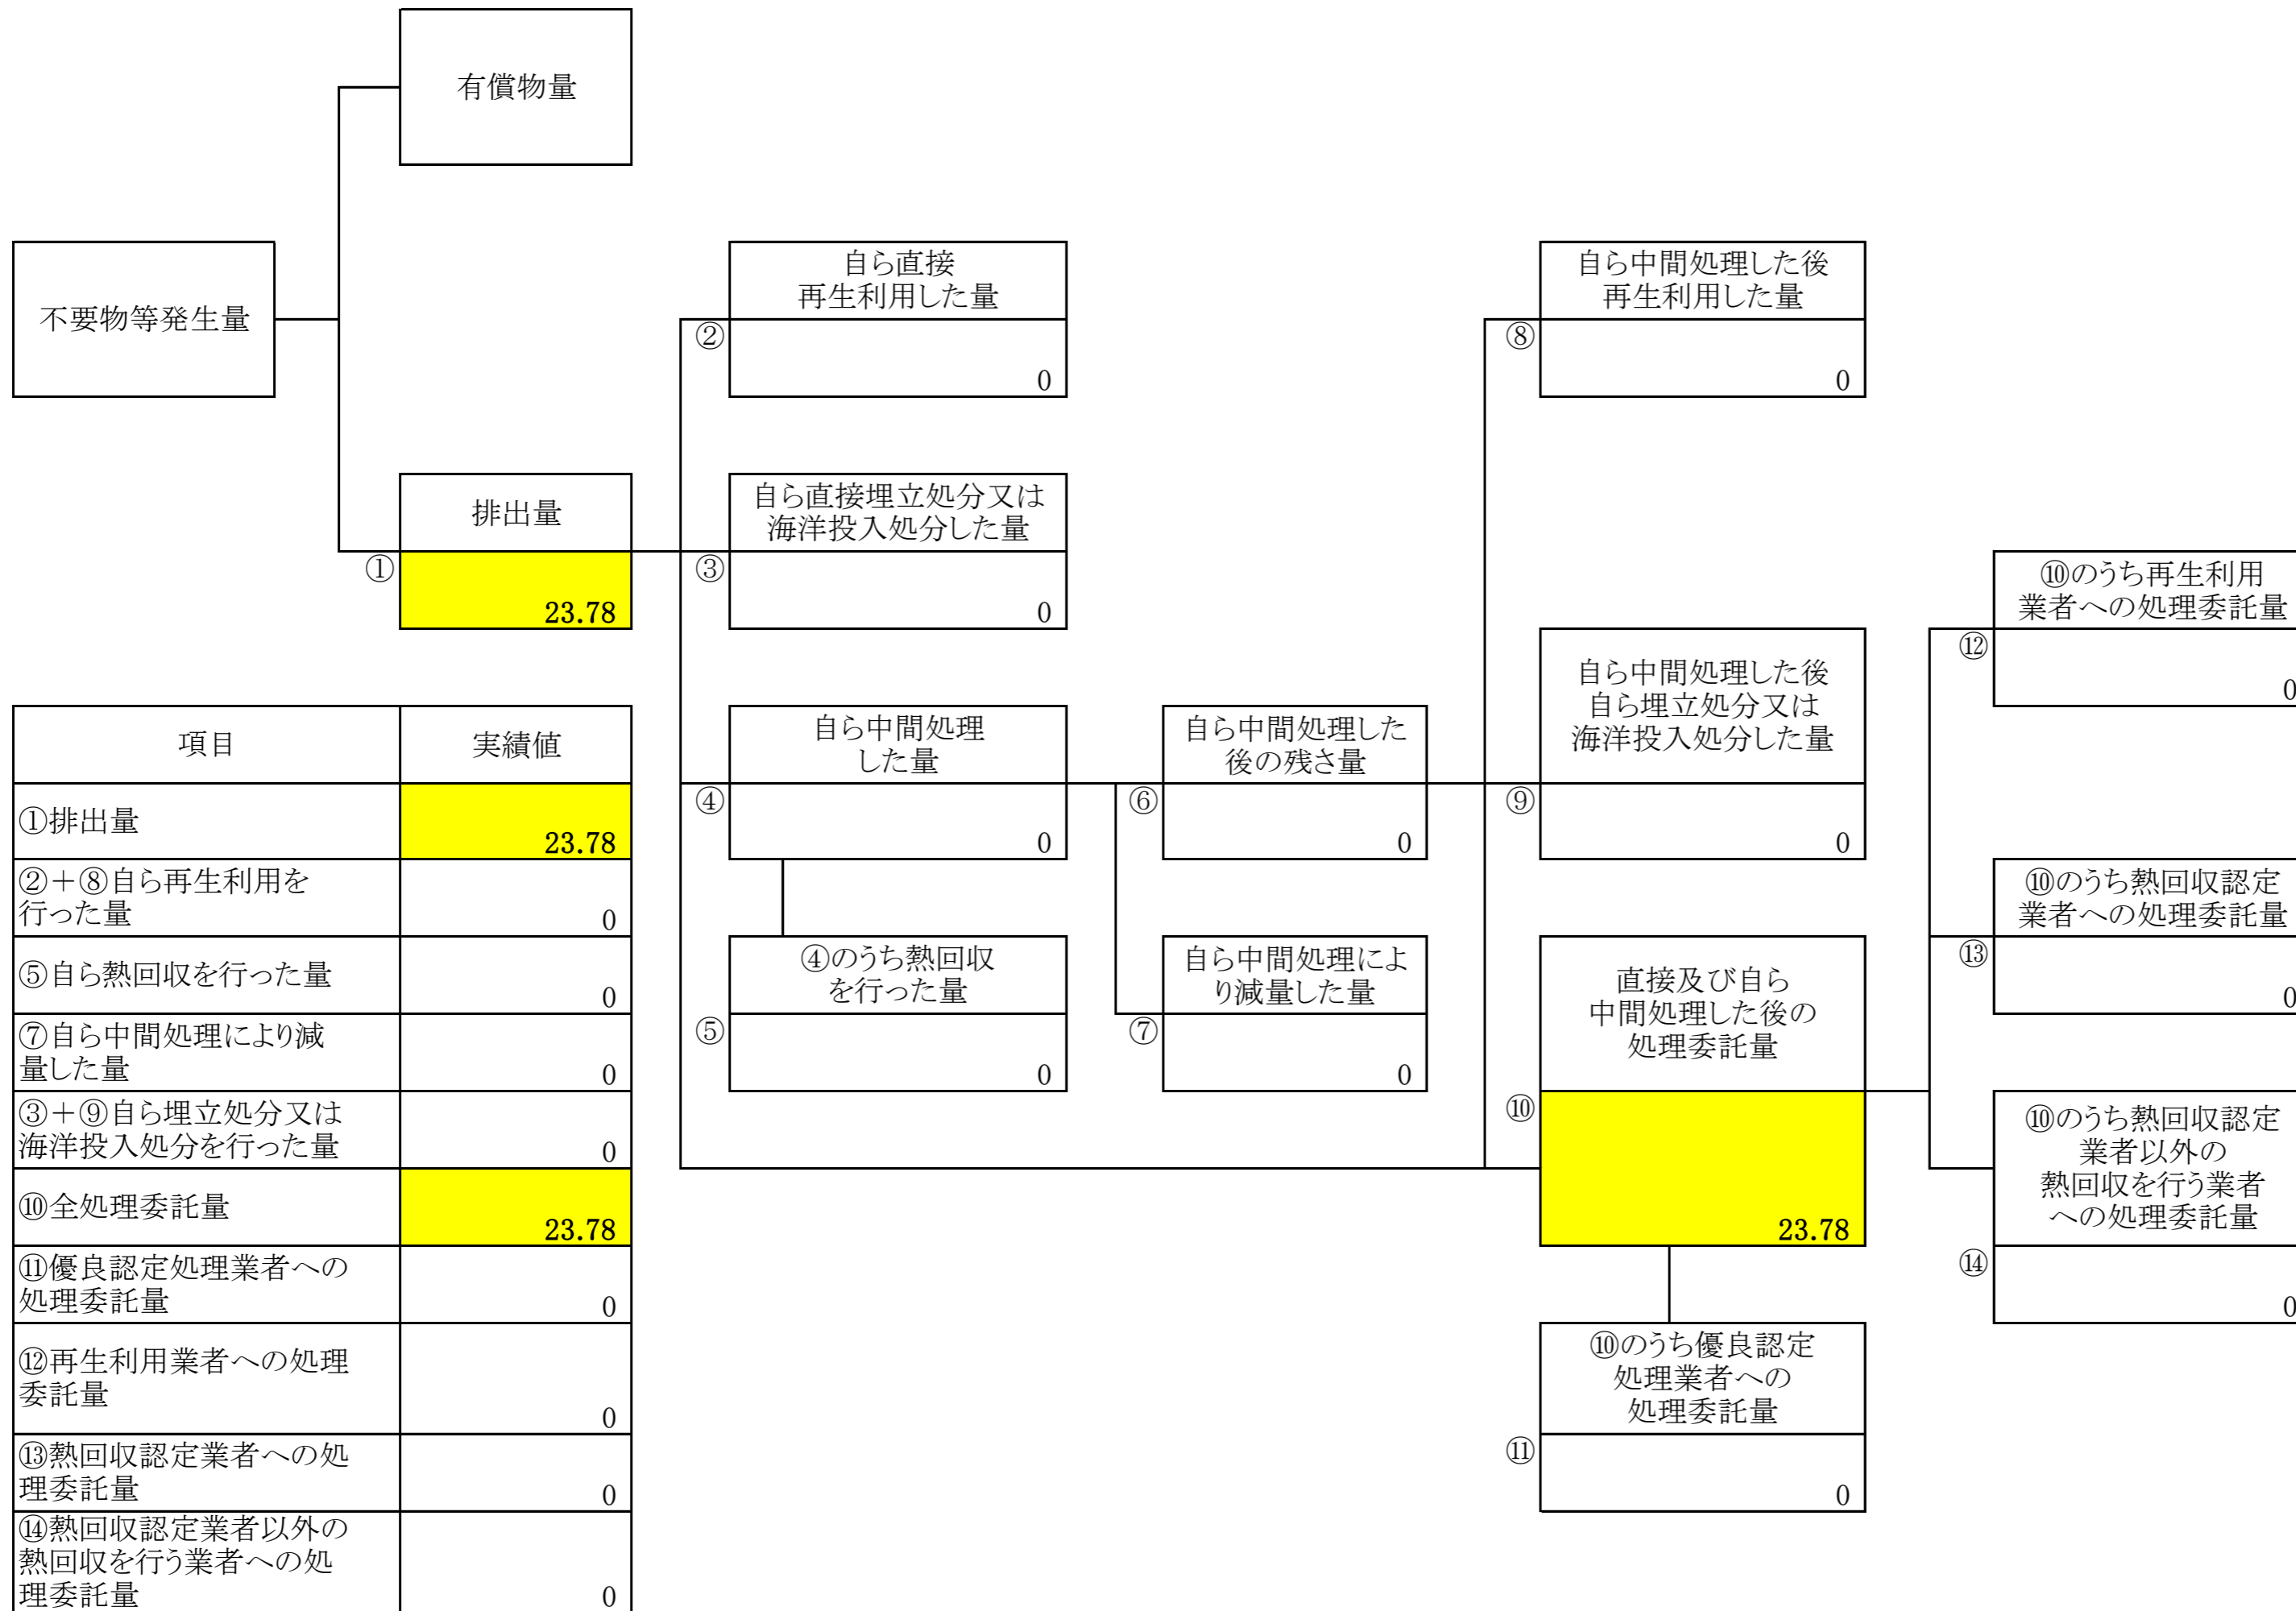 有償物量
不要物等発生量
自ら直接
再生利用した量
②
0
自ら中間処理した後
再生利用した量
⑧
0
排出量
①
23.78
自ら直接埋立処分又は
海洋投入処分した量
③
0
⑩のうち再生利用
業者への処理委託量
⑫
0
自ら中間処理
した量
④
0
自ら中間処理した
後の残さ量
⑥
0
自ら中間処理した後
自ら埋立処分又は
海洋投入処分した量
⑨
0
⑩のうち熱回収認定
業者への処理委託量
⑬
0
④のうち熱回収
を行った量
⑤
0
自ら中間処理によ
り減量した量
⑦
0
直接及び自ら
中間処理した後の
処理委託量
⑩
23.78
⑩のうち熱回収認定
業者以外の
熱回収を行う業者
への処理委託量
⑭
0
⑩のうち優良認定
処理業者への
処理委託量
⑪
0
項目
実績値
①排出量
23.78
②＋⑧自ら再生利用を
行った量
0
⑤自ら熱回収を行った量
0
⑦自ら中間処理により減
量した量
0
③＋⑨自ら埋立処分又は
海洋投入処分を行った量
0
⑩全処理委託量
23.78
⑪優良認定処理業者への
処理委託量
0
⑫再生利用業者への処理
委託量
0
⑬熱回収認定業者への処
理委託量
0
⑭熱回収認定業者以外の
熱回収を行う業者への処
理委託量
0